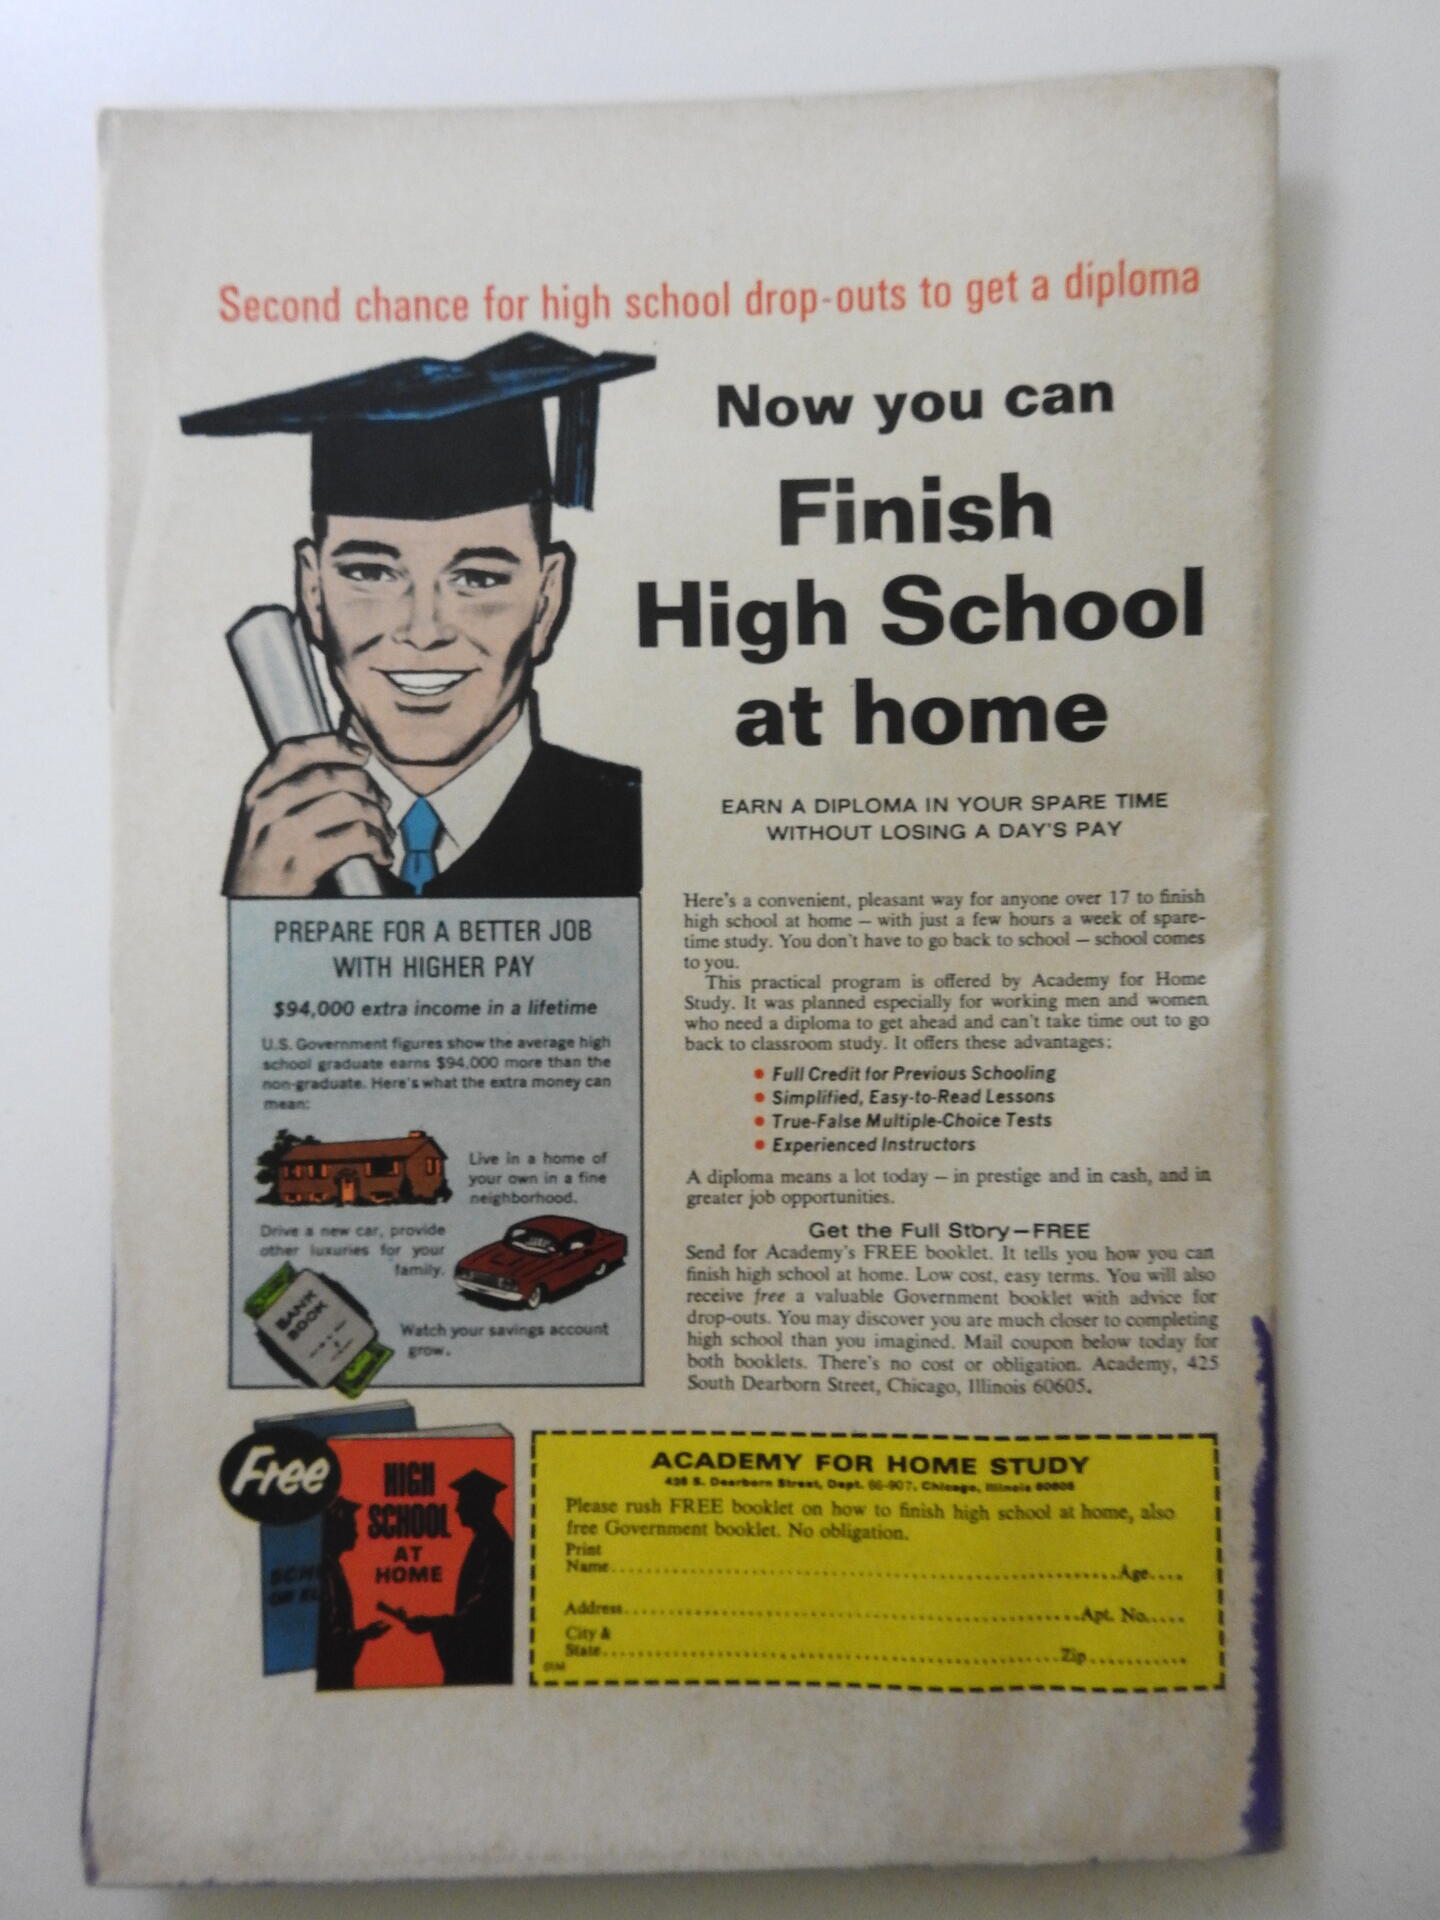 Second chance for high school drop-outs to get a diploma
Now you can
Finish
High School
at home
EARN A DIPLOMA IN YOUR SPARE TIME
WITHOUT LOSING A DAY'S PAY
Here's a convenient, pleasant way for anyone over 17 to finish
high school at home – with just a few hours a week of spare-
time study. You don't have to go back to school – school comes
to you.
This practical program is offered by Academy for Home
Study. It was planned especially for working men and women
who need a diploma to get ahead and can't take time out to go
back to classroom study. It offers these advantages:
• Full Credit for Previous Schooling
• Simplified, Easy-to-Read Lessons
• True-False Multiple-Choice Tests
• Experienced Instructors
A diploma means a lot today – in prestige and in cash, and in
greater job opportunities.
Get the Full Story—FREE
Send for Academy's FREE booklet. It tells you how you can
finish high school at home. Low cost, easy terms. You will also
receive free a valuable Government booklet with advice for
drop-outs. You may discover you are much closer to completing
high school than you imagined. Mail coupon below today for
both booklets. There's no cost or obligation. Academy, 425
South Dearborn Street, Chicago, Illinois 60605.
PREPARE FOR A BETTER JOB
WITH HIGHER PAY
$94,000 extra income in a lifetime
U.S. Government figures show the average high
school graduate earns $94,000 more than the
non-graduate. Here's what the extra money can
mean:
Live in a home of
your own in a fine
neighborhood.
Drive a new car, provide
other luxuries for your
family.
BANK
BOOK
Watch your savings account
grow.
Free
HIGH
SCHOOL
AT
HOME
ACADEMY FOR HOME STUDY
425 S. Dearborn Street, Dept. 66-907, Chicago, Illinois 60605
Please rush FREE booklet on how to finish high school at home, also
free Government booklet. No obligation.
Print
Name....................Age....
Address....................Apt. No.....
City &
State....................Zip...........